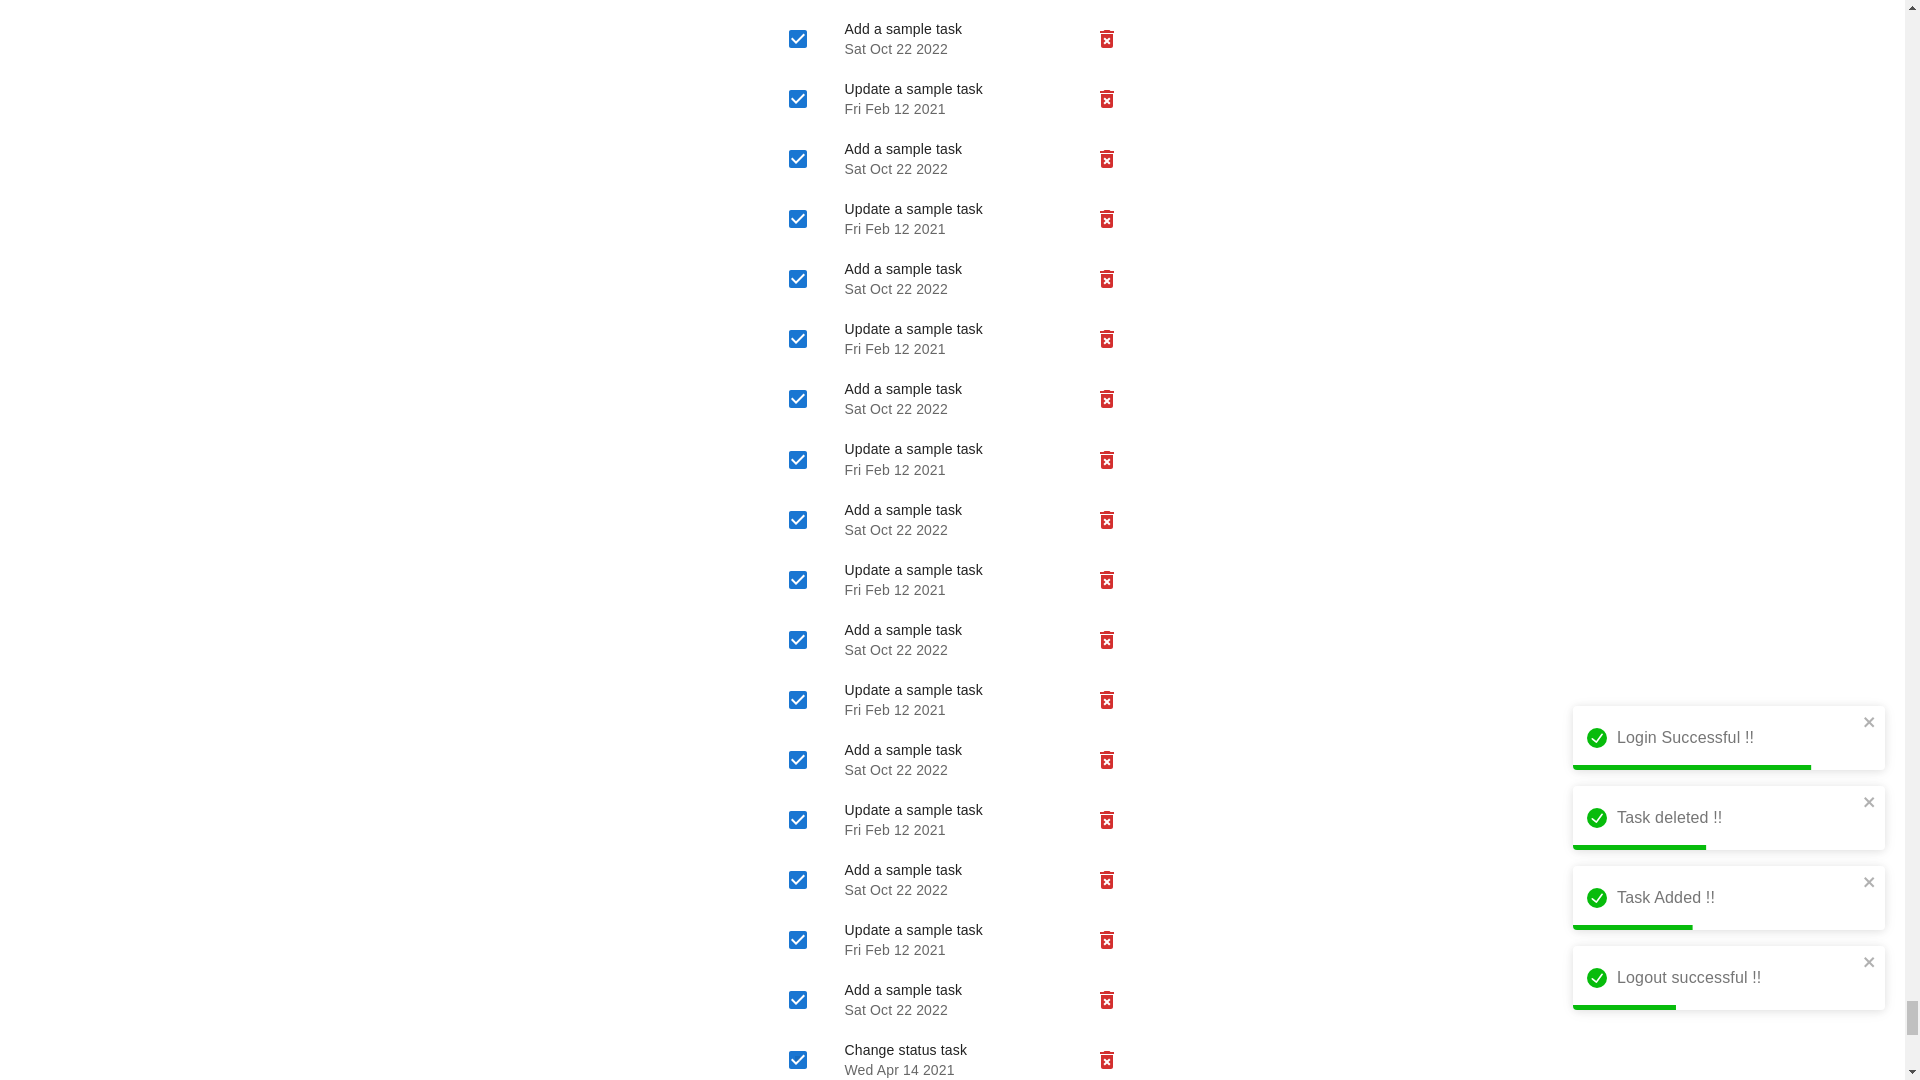 Add a sample task
Sat Oct 22 2022
Update a sample task
Fri Feb 12 2021
Add a sample task
Sat Oct 22 2022
Update a sample task
Fri Feb 12 2021
Add a sample task
Sat Oct 22 2022
Update a sample task
Fri Feb 12 2021
Add a sample task
Sat Oct 22 2022
Update a sample task
Fri Feb 12 2021
Add a sample task
Sat Oct 22 2022
Update a sample task
Fri Feb 12 2021
Add a sample task
Sat Oct 22 2022
Update a sample task
Fri Feb 12 2021
Add a sample task
Sat Oct 22 2022
Update a sample task
Fri Feb 12 2021
Add a sample task
Sat Oct 22 2022
Update a sample task
Fri Feb 12 2021
Add a sample task
Sat Oct 22 2022
Change status task
Wed Apr 14 2021
Login Successful !!
Task deleted !!
Task Added !!
Logout successful !!